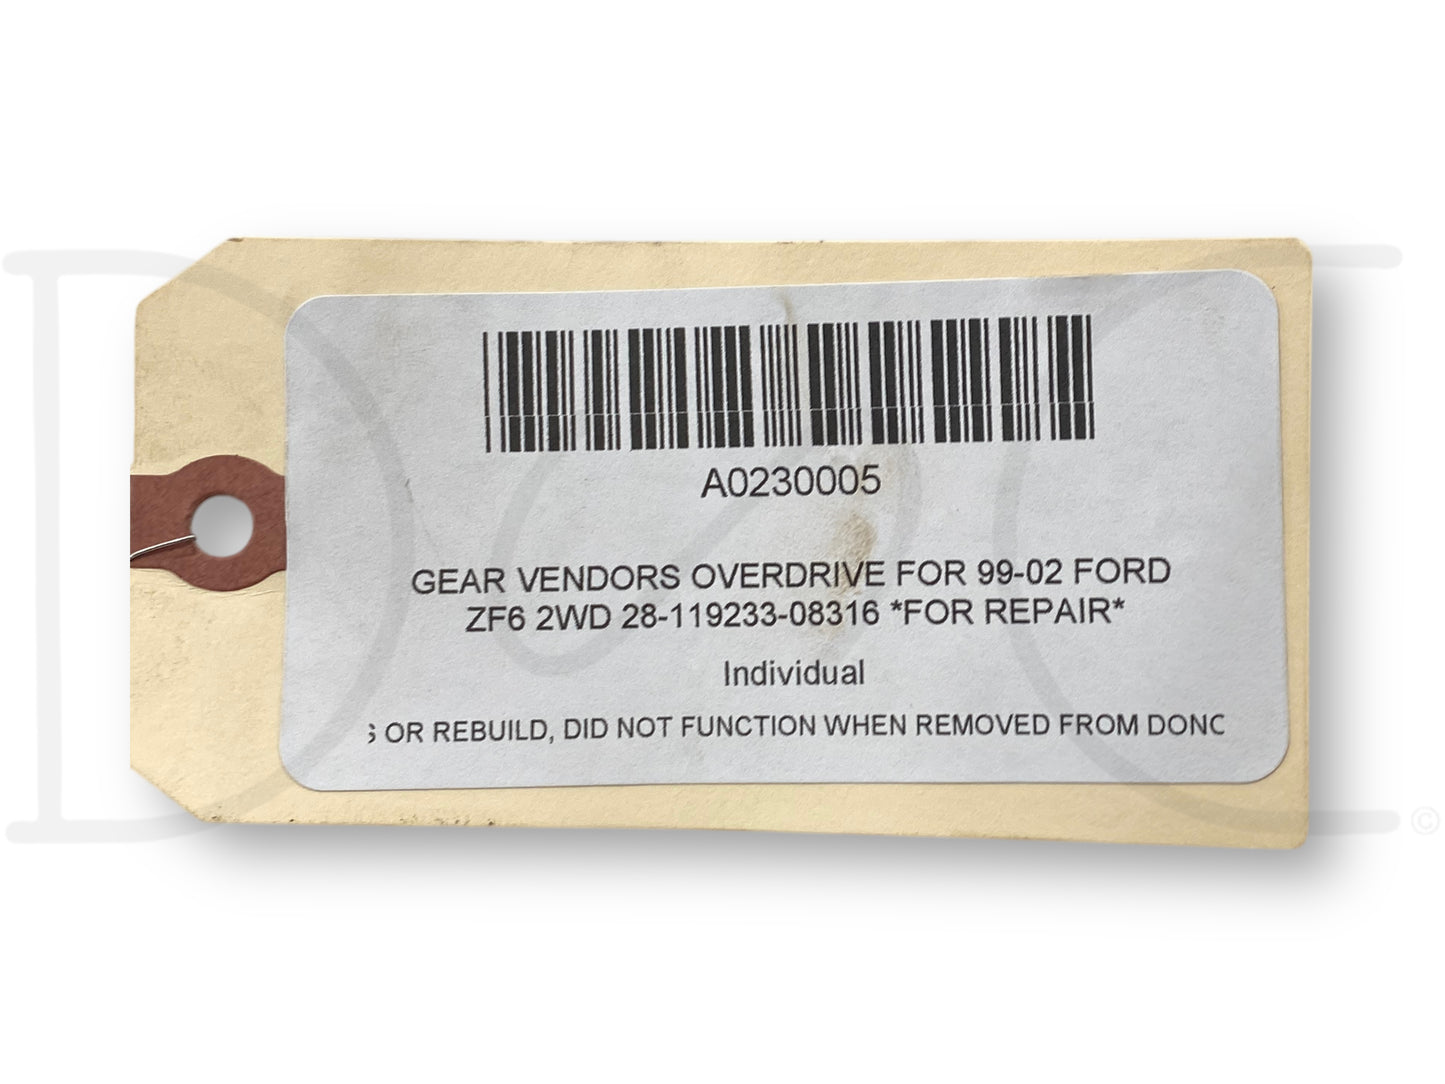 A0230005
GEAR VENDORS OVERDRIVE FOR 99-02 FORD
ZF6 2WD 28-119233-08316 *FOR REPAIR*
Individual
OR REBUILD, DID NOT FUNCTION WHEN REMOVED FROM DONO
©